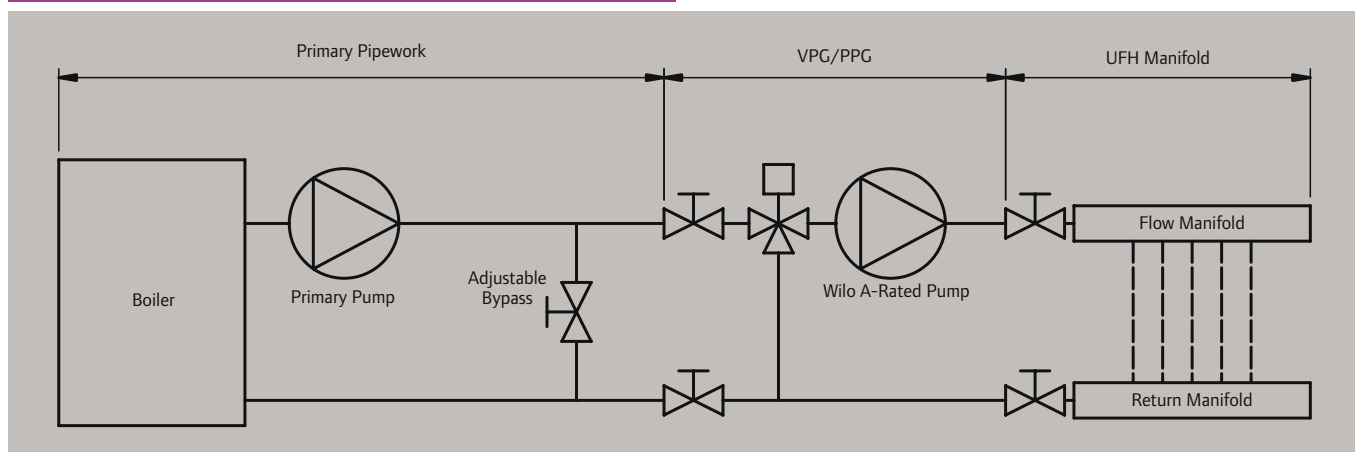 Primary Pipework
VPG/PPG
UFH Manifold
Flow Manifold
Adjustable
Bypass
Boiler
Primary Pump
Wilo A-Rated Pump
Return Manifold